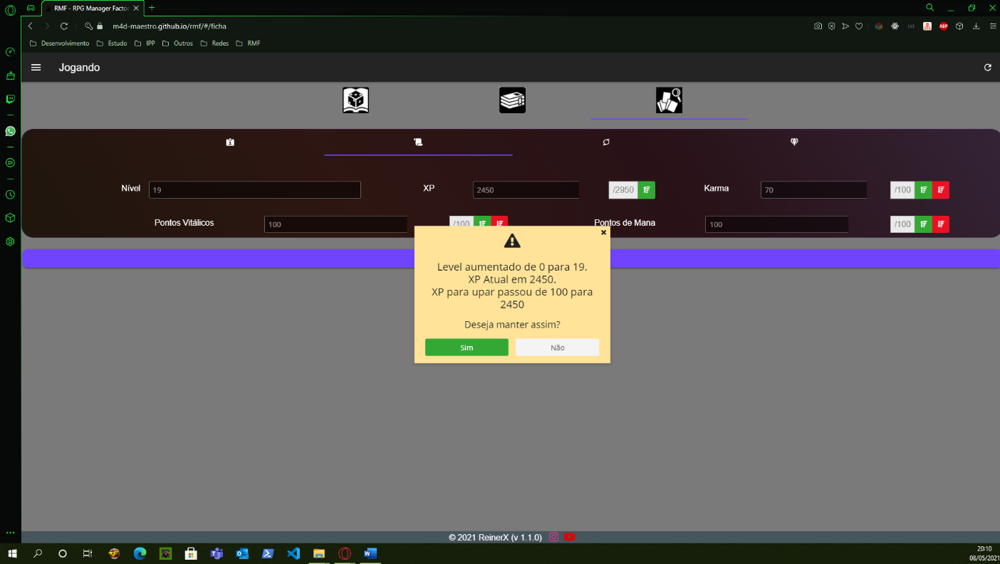 RMF - RPG Manager Factor
m4d-maestro.github.io/rmf/#/ficha
ABP
Desenvolvimento
Estudo
IPP
Outros
Redes
RMF
Jogando
Nível
19
XP
2450
/2950
Karma
70
/100
Pontos Vitálicos
100
/100
Pontos de Mana
100
/100
Level aumentado de 0 para 19.
XP Atual em 2450.
XP para upar passou de 100 para
2450
Deseja manter assim?
Sim
Não
© 2021 ReinerX (v 1.1.0)
20:10
08/05/2021